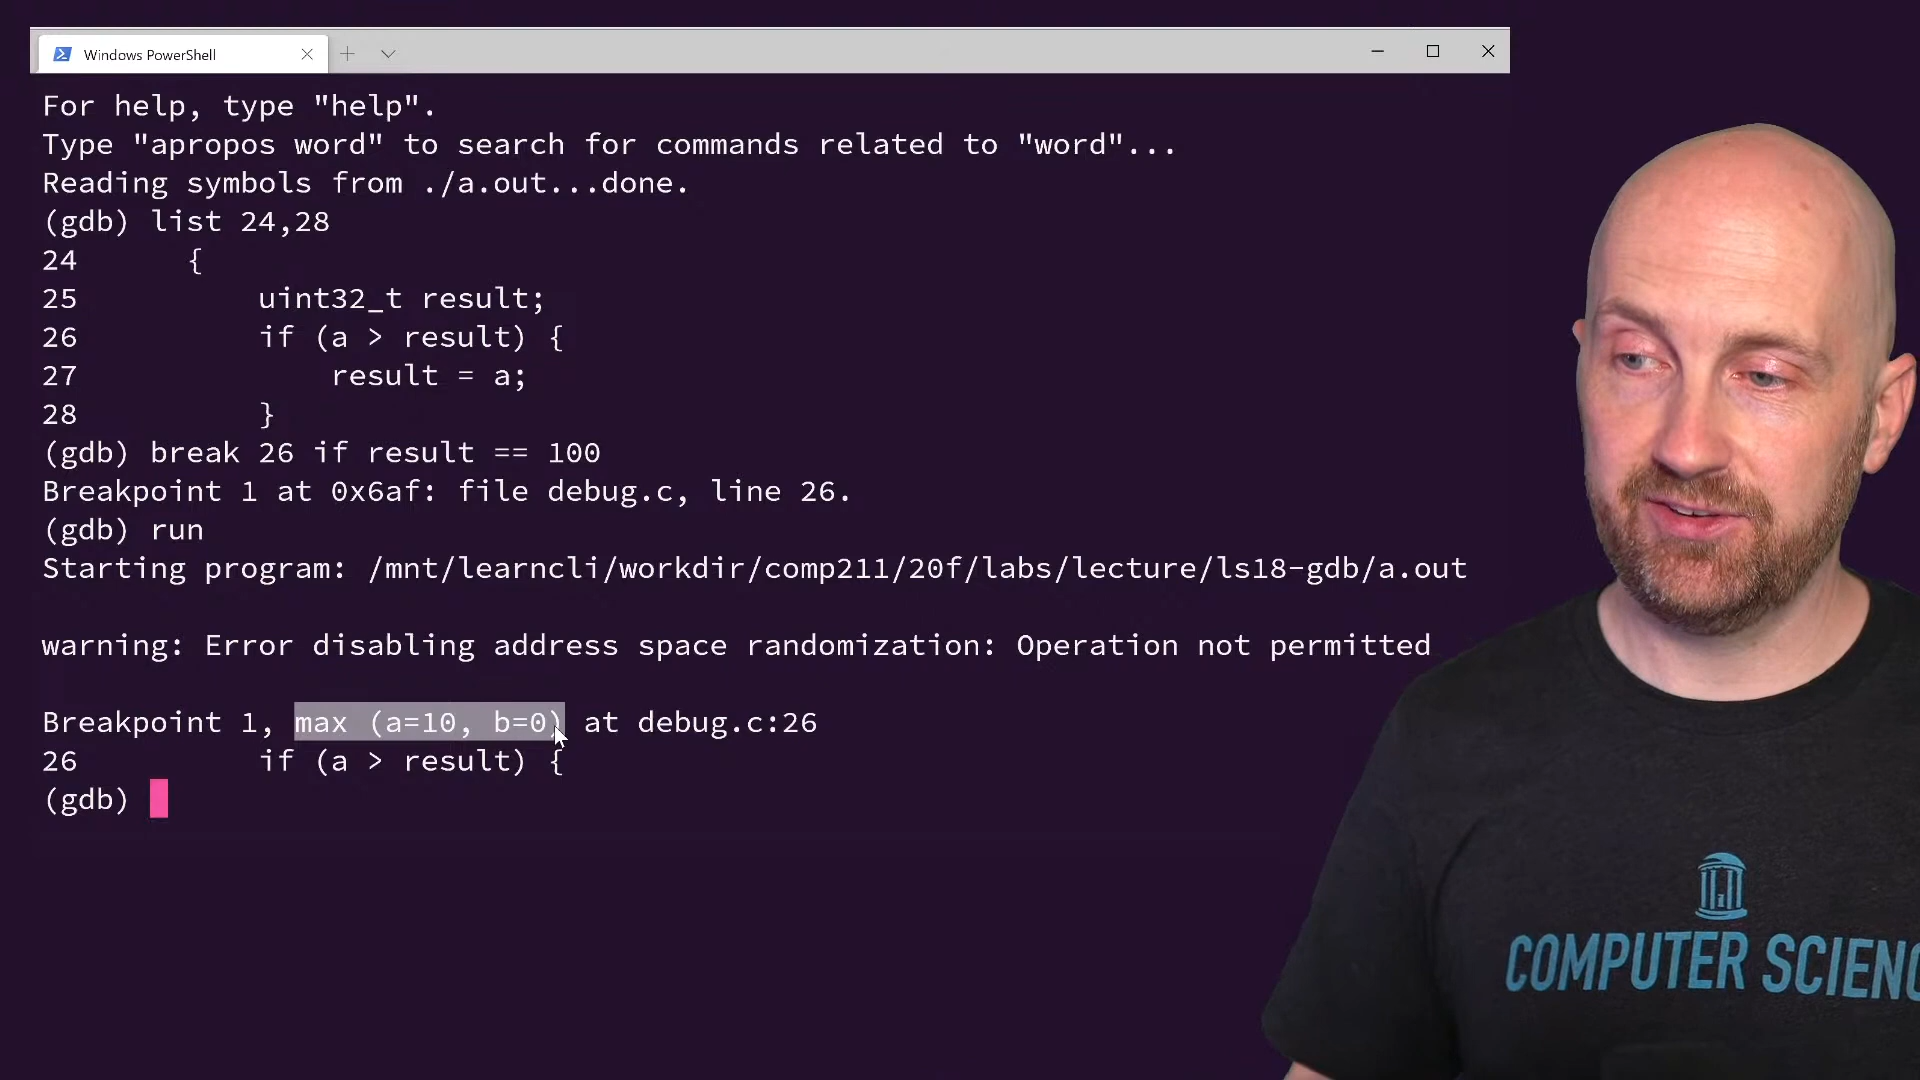 Windows PowerShell
For help, type "help".
Type "apropos word" to search for commands related to "word"...
Reading symbols from ./a.out...done.
(gdb) list 24,28
24      {
25          uint32_t result;
26          if (a > result) {
27              result = a;
28          }
(gdb) break 26 if result == 100
Breakpoint 1 at 0x6af: file debug.c, line 26.
(gdb) run
Starting program: /mnt/learncli/workdir/comp211/20f/labs/lecture/ls18-gdb/a.out
warning: Error disabling address space randomization: Operation not permitted
Breakpoint 1, max (a=10, b=0) at debug.c:26
26          if (a > result) {
(gdb)
COMPUTER SCIENC